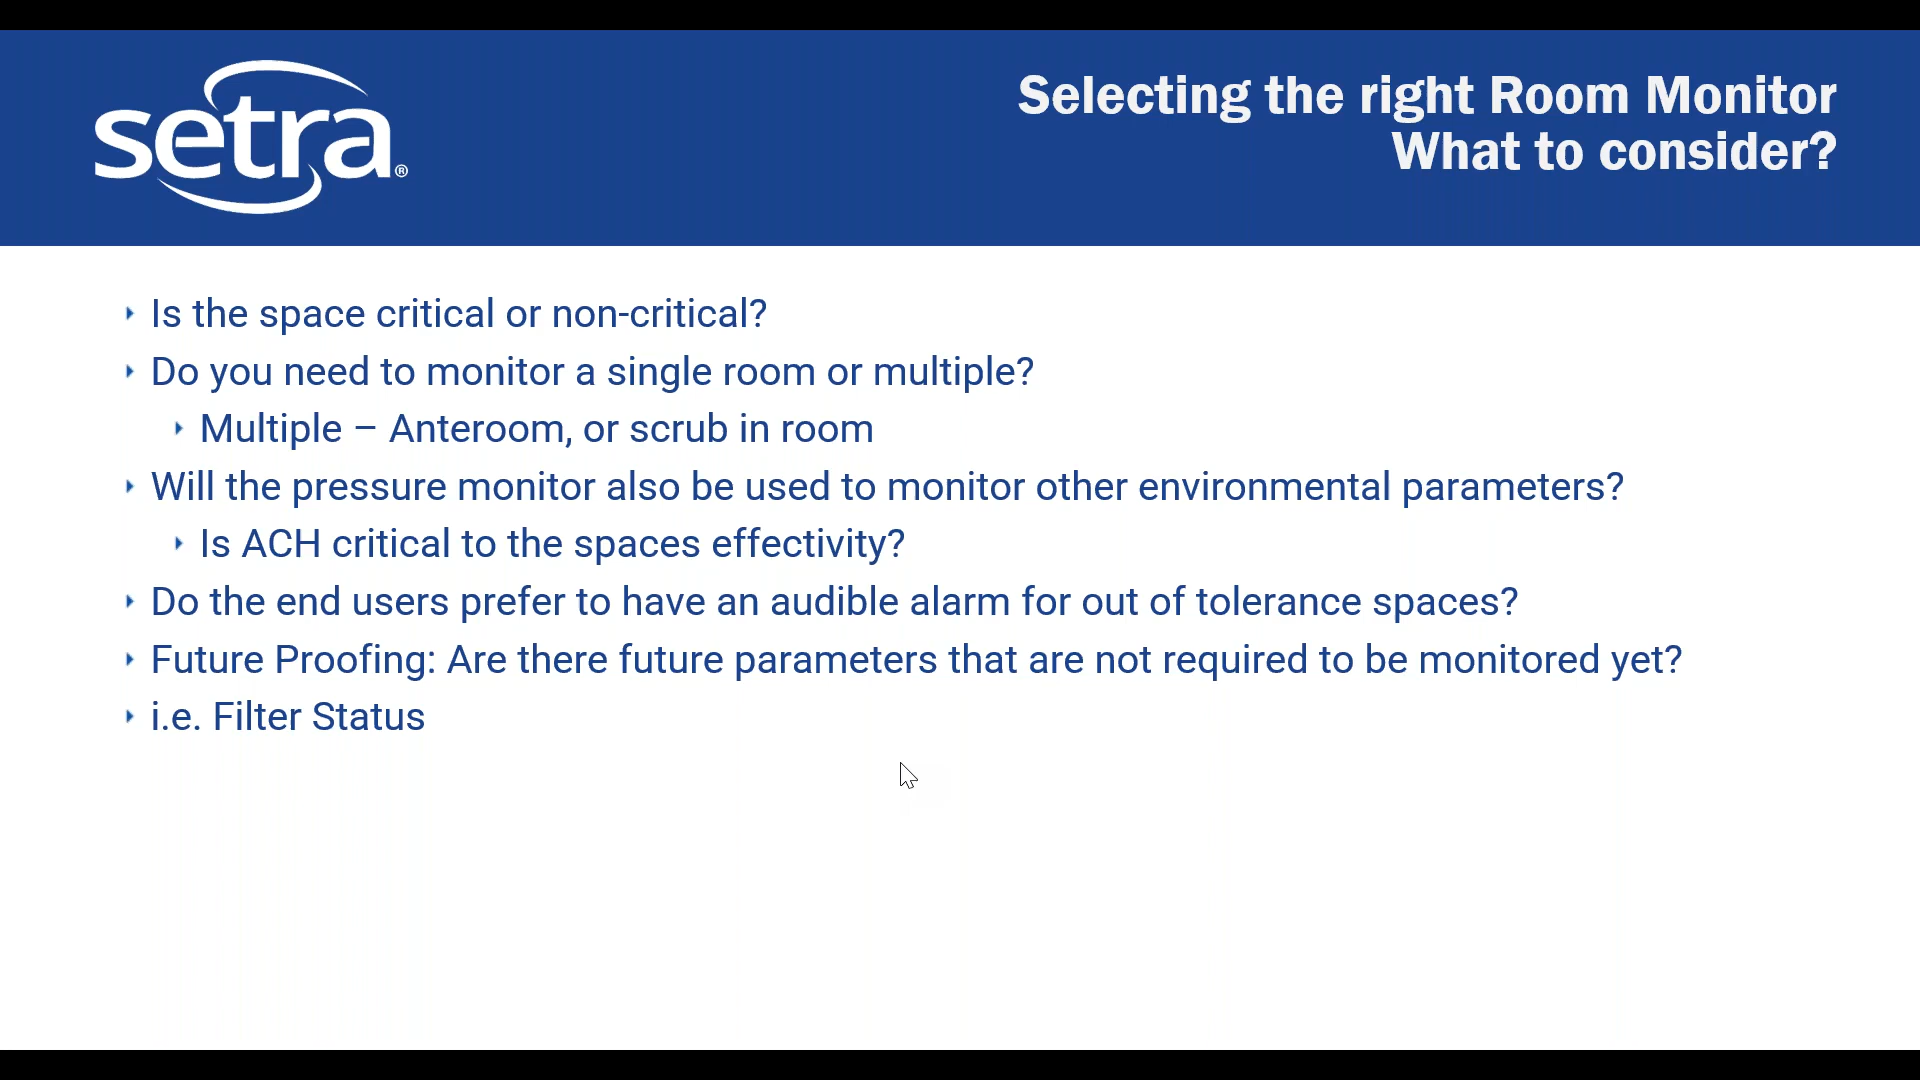 setra®
Selecting the right Room Monitor
What to consider?
Is the space critical or non-critical?
Do you need to monitor a single room or multiple?
Multiple – Anteroom, or scrub in room
Will the pressure monitor also be used to monitor other environmental parameters?
Is ACH critical to the spaces effectivity?
Do the end users prefer to have an audible alarm for out of tolerance spaces?
Future Proofing: Are there future parameters that are not required to be monitored yet?
i.e. Filter Status